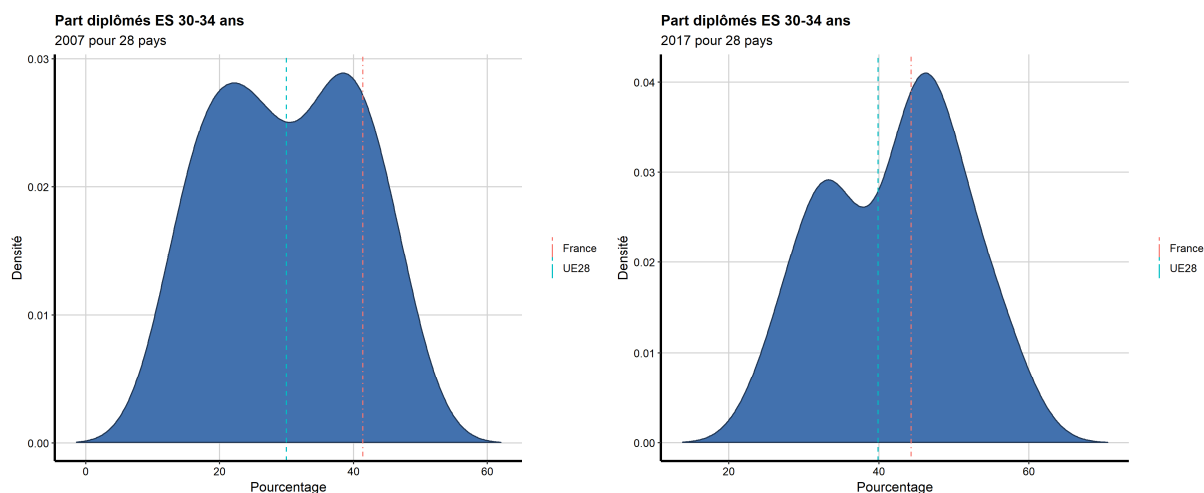 Part diplômés ES 30-34 ans
2007 pour 28 pays
0.03
0.02
0.01
0.00
Densité
0
20
40
60
Pourcentage
France
UE28
Part diplômés ES 30-34 ans
2017 pour 28 pays
0.04
0.03
0.02
0.01
0.00
Densité
20
40
60
Pourcentage
France
UE28